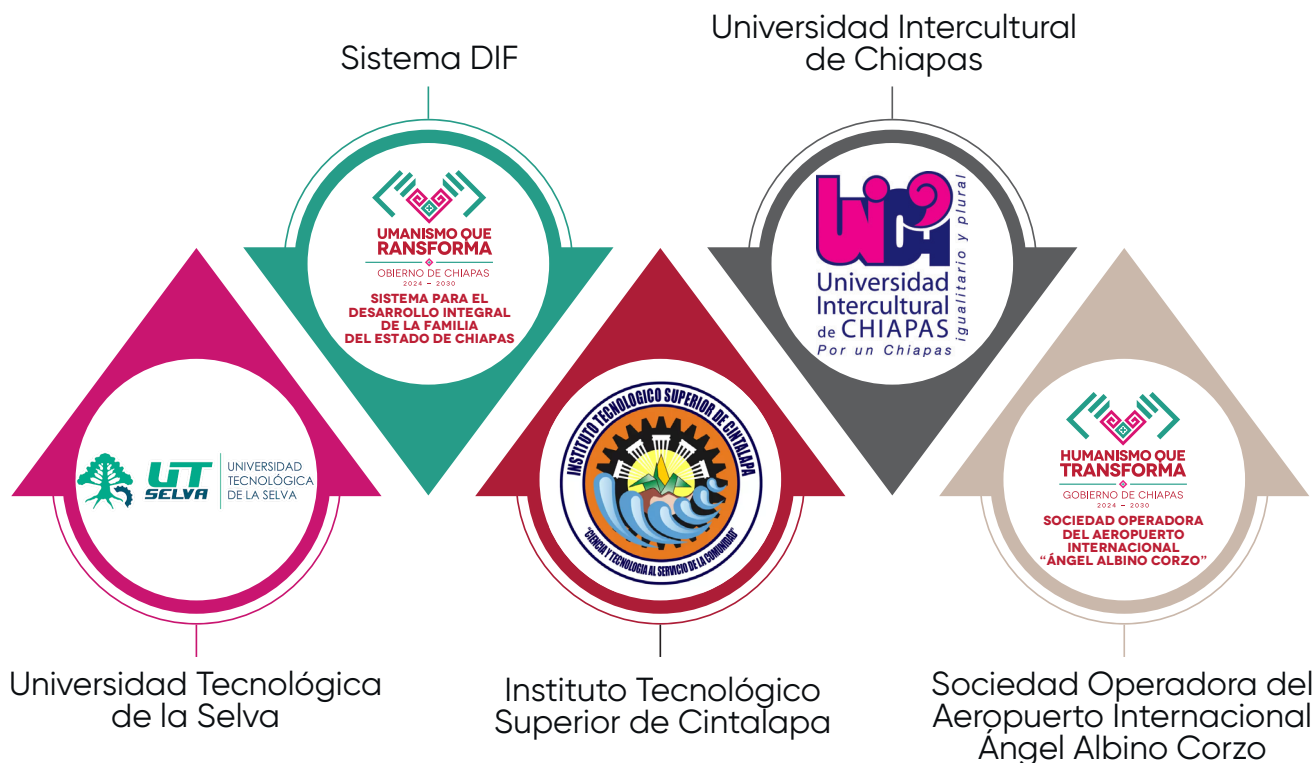 Sistema DIF
Universidad Intercultural
de Chiapas
UMANISMO QUE
RANSFORMA
OBIERNO DE CHIAPAS
2024 - 2030
SISTEMA PARA EL
DESARROLLO INTEGRAL
DE LA FAMILIA
DEL ESTADO DE CHIAPAS
UNICH
Universidad
Intercultural
de CHIAPAS
Por un Chiapas
igualitario y plural
UT
SELVA
UNIVERSIDAD
TECNOLÓGICA
DE LA SELVA
INSTITUTO TECNOLOGICO SUPERIOR DE CINTALAPA
"CIENCIA Y TECNOLOGIA AL SERVICIO DE LA COMUNIDAD"
HUMANISMO QUE
TRANSFORMA
GOBIERNO DE CHIAPAS
2024 - 2030
SOCIEDAD OPERADORA
DEL AEROPUERTO
INTERNACIONAL
“ÁNGEL ALBINO CORZO”
Universidad Tecnológica
de la Selva
Instituto Tecnológico
Superior de Cintalapa
Sociedad Operadora del
Aeropuerto Internacional
Ángel Albino Corzo